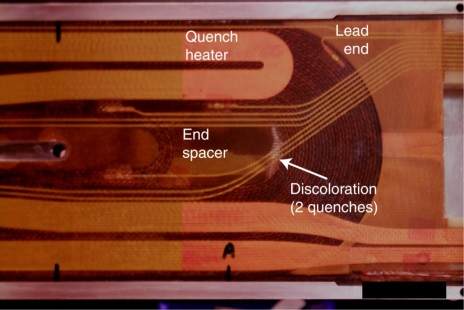 Quench
heater
Lead
end
End
spacer
Discoloration
(2 quenches)